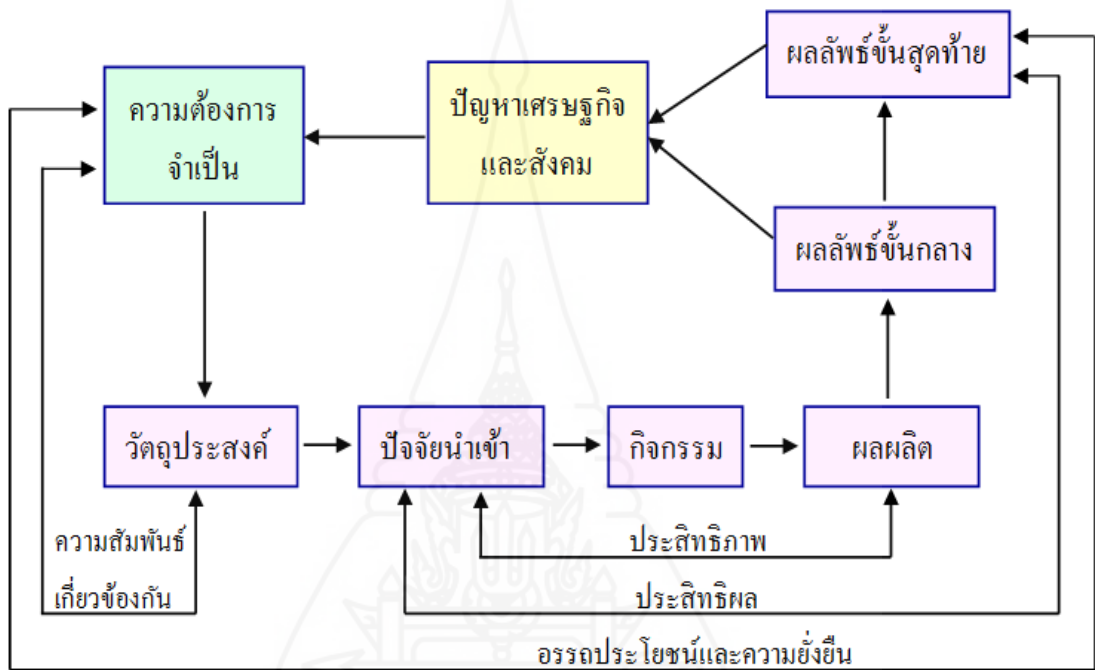 ผลลัพธ์ขั้นสุดท้าย
ความต้องการ
จำเป็น
ปัญหาเศรษฐกิจ
และสังคม
ผลลัพธ์ขั้นกลาง
วัตถุประสงค์
ปัจจัยนำเข้า
กิจกรรม
ผลผลิต
ความสัมพันธ์
เกี่ยวข้องกัน
ประสิทธิภาพ
ประสิทธิผล
อรรถประโยชน์และความยั่งยืน